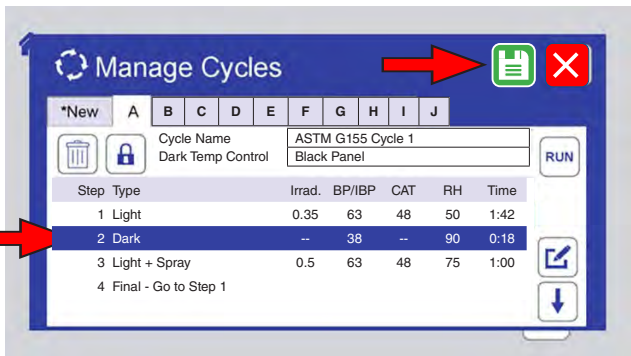 Manage Cycles
*New A B C D E F G H I J
Cycle Name ASTM G155 Cycle 1
Dark Temp Control Black Panel
RUN
Step Type Irrad. BP/IBP CAT RH Time
1 Light 0.35 63 48 50 1:42
2 Dark -- 38 -- 90 0:18
3 Light + Spray 0.5 63 48 75 1:00
4 Final - Go to Step 1